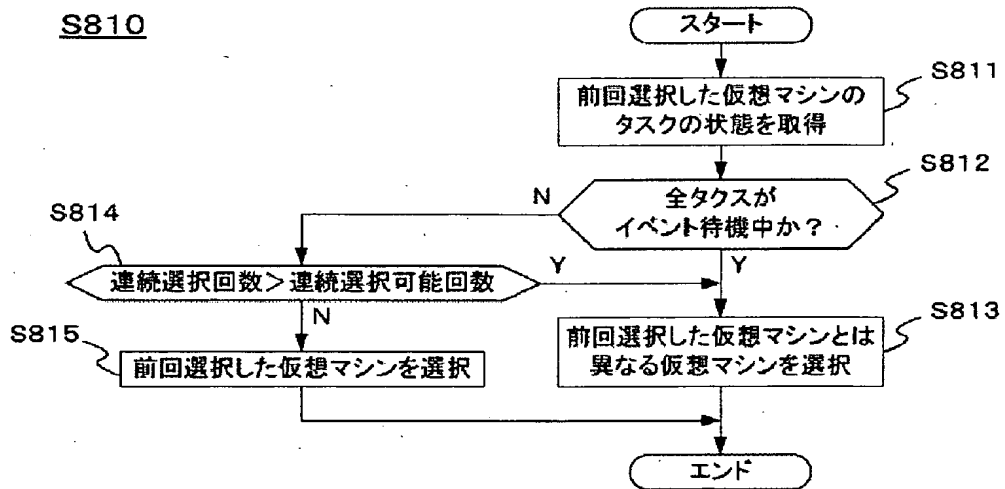 S810
スタート
S811
前回選択した仮想マシンの
タスクの状態を取得
S812
全タクスが
イベント待機中か？
N
Y
S814
連続選択回数＞連続選択可能回数
Y
N
S815
前回選択した仮想マシンを選択
S813
前回選択した仮想マシンとは
異なる仮想マシンを選択
エンド